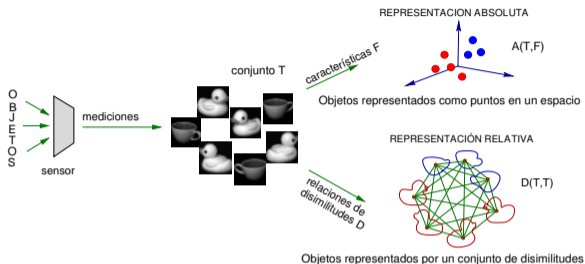 OBJETOS
sensor
mediciones
conjunto T
características F
relaciones de
disimilitudes D
REPRESENTACION ABSOLUTA
A(T,F)
Objetos representados como puntos en un espacio
REPRESENTACIÓN RELATIVA
D(T,T)
Objetos representados por un conjunto de disimilitudes